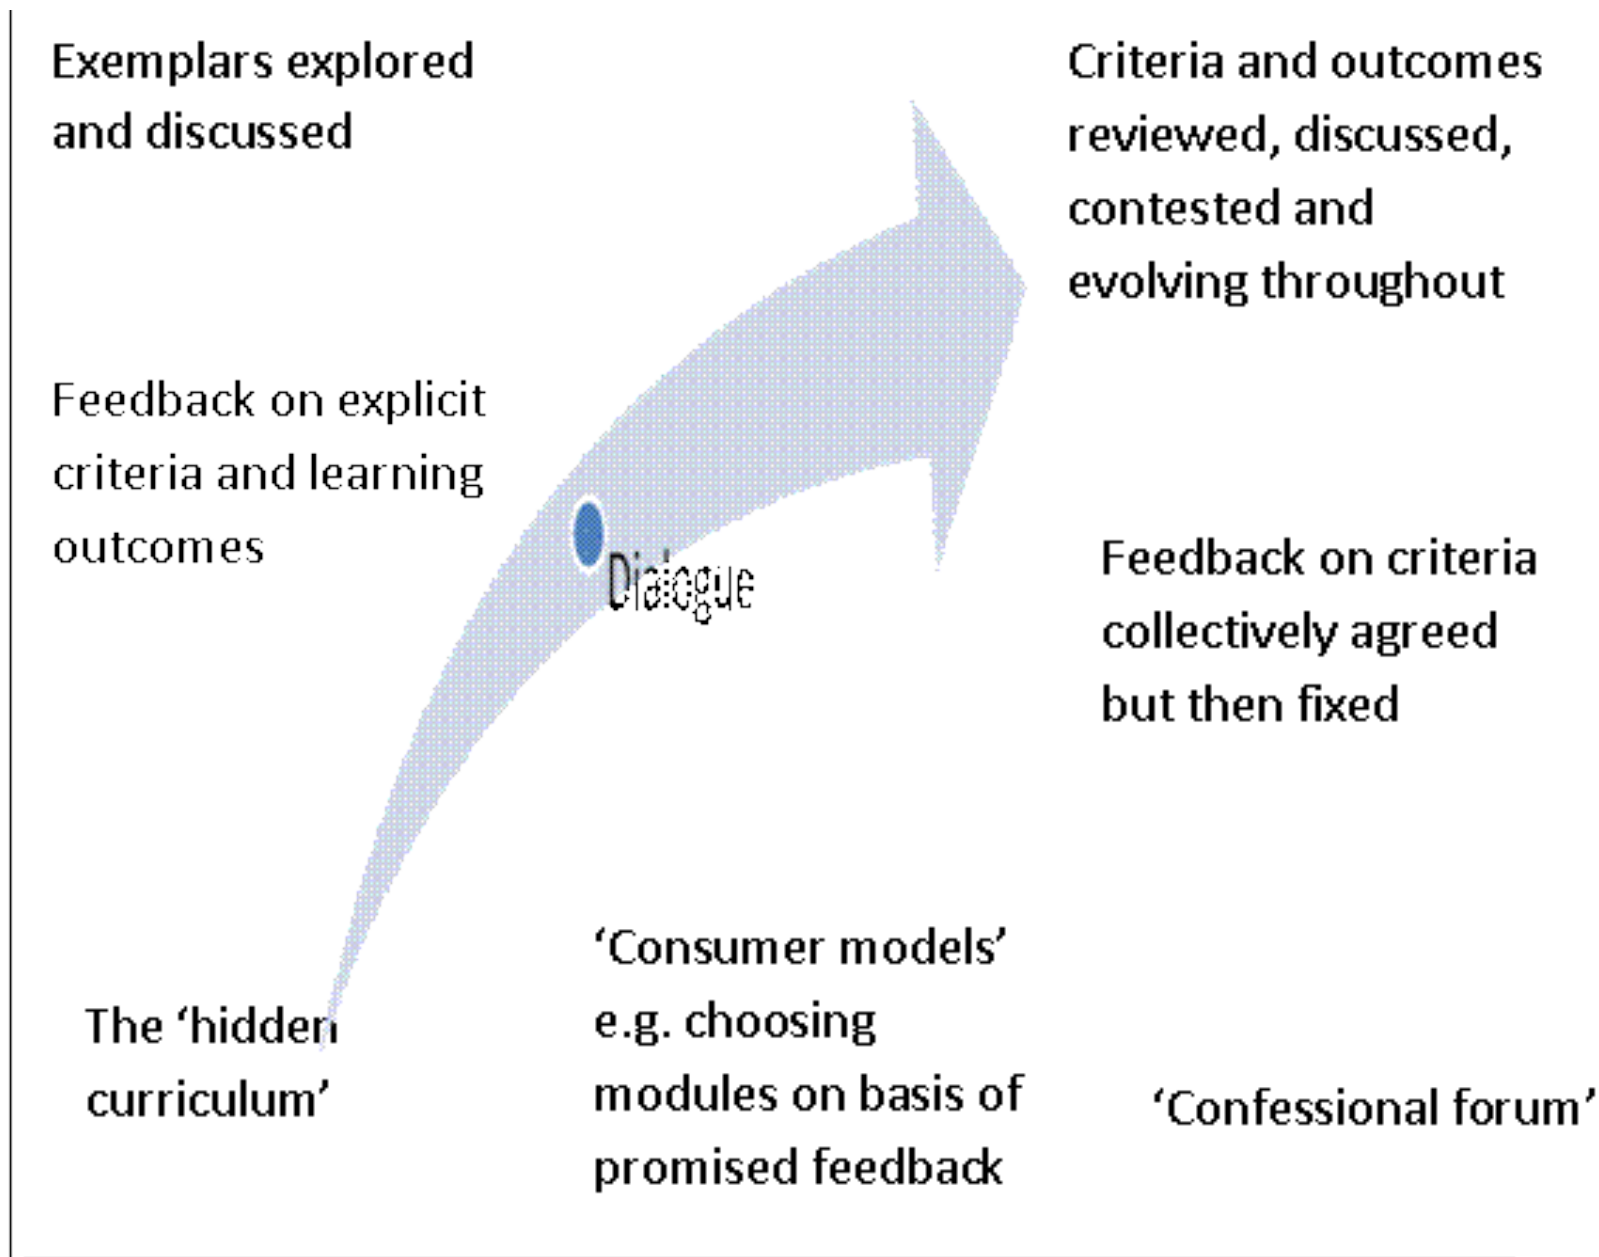 Exemplars explored
and discussed
Criteria and outcomes
reviewed, discussed,
contested and
evolving throughout
Feedback on explicit
criteria and learning
outcomes
Dialogue
Feedback on criteria
collectively agreed
but then fixed
The ‘hidden
curriculum’
‘Consumer models’
e.g. choosing
modules on basis of
promised feedback
‘Confessional forum’